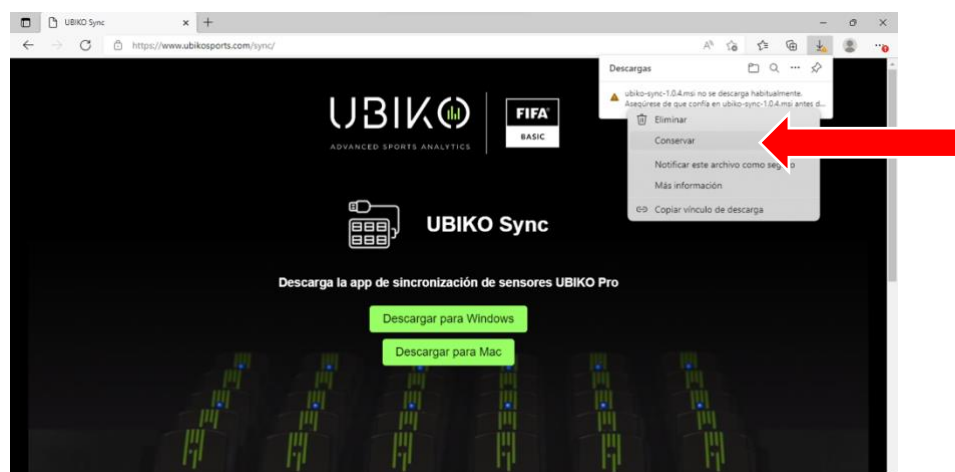 UBIKO Sync
https://www.ubikosports.com/sync/
Descargas
ubiko-sync-1.0.4.msi no se descarga habitualmente.
Asegúrese de que confía en ubiko-sync-1.0.4.msi antes d...
Eliminar
Conservar
Notificar este archivo como seguro
Más información
Copiar vínculo de descarga
UBIKO
ADVANCED SPORTS ANALYTICS
FIFA
BASIC
UBIKO Sync
Descarga la app de sincronización de sensores UBIKO Pro
Descargar para Windows
Descargar para Mac